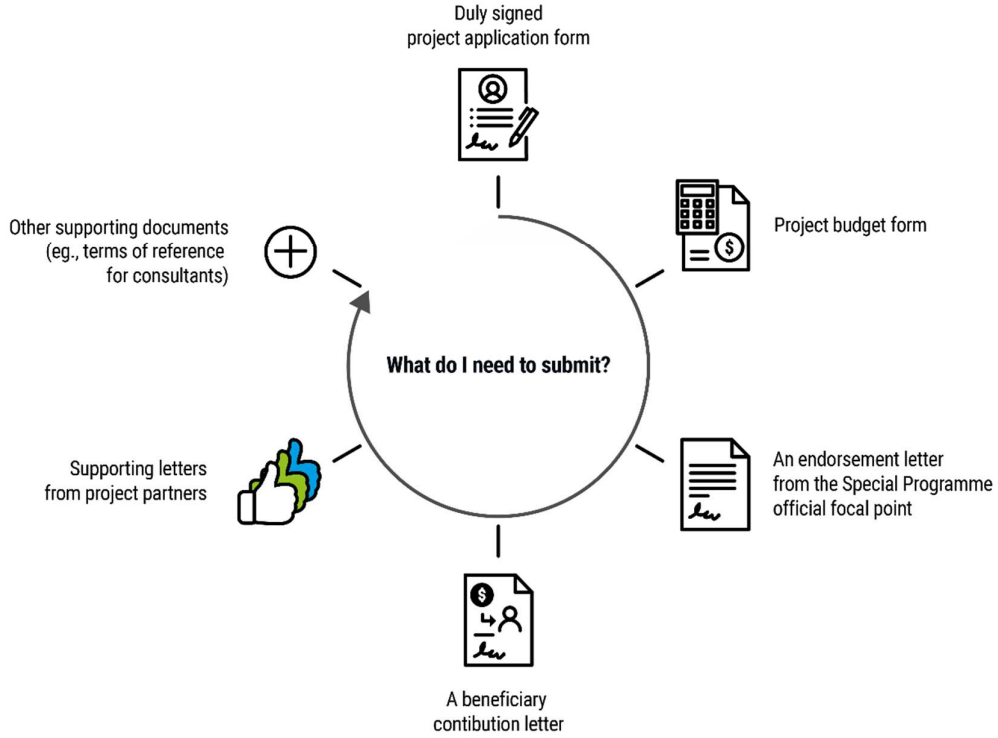 Duly signed
project application form
Project budget form
An endorsement letter
from the Special Programme
official focal point
A beneficiary
contibution letter
Supporting letters
from project partners
Other supporting documents
(eg., terms of reference
for consultants)
What do I need to submit?